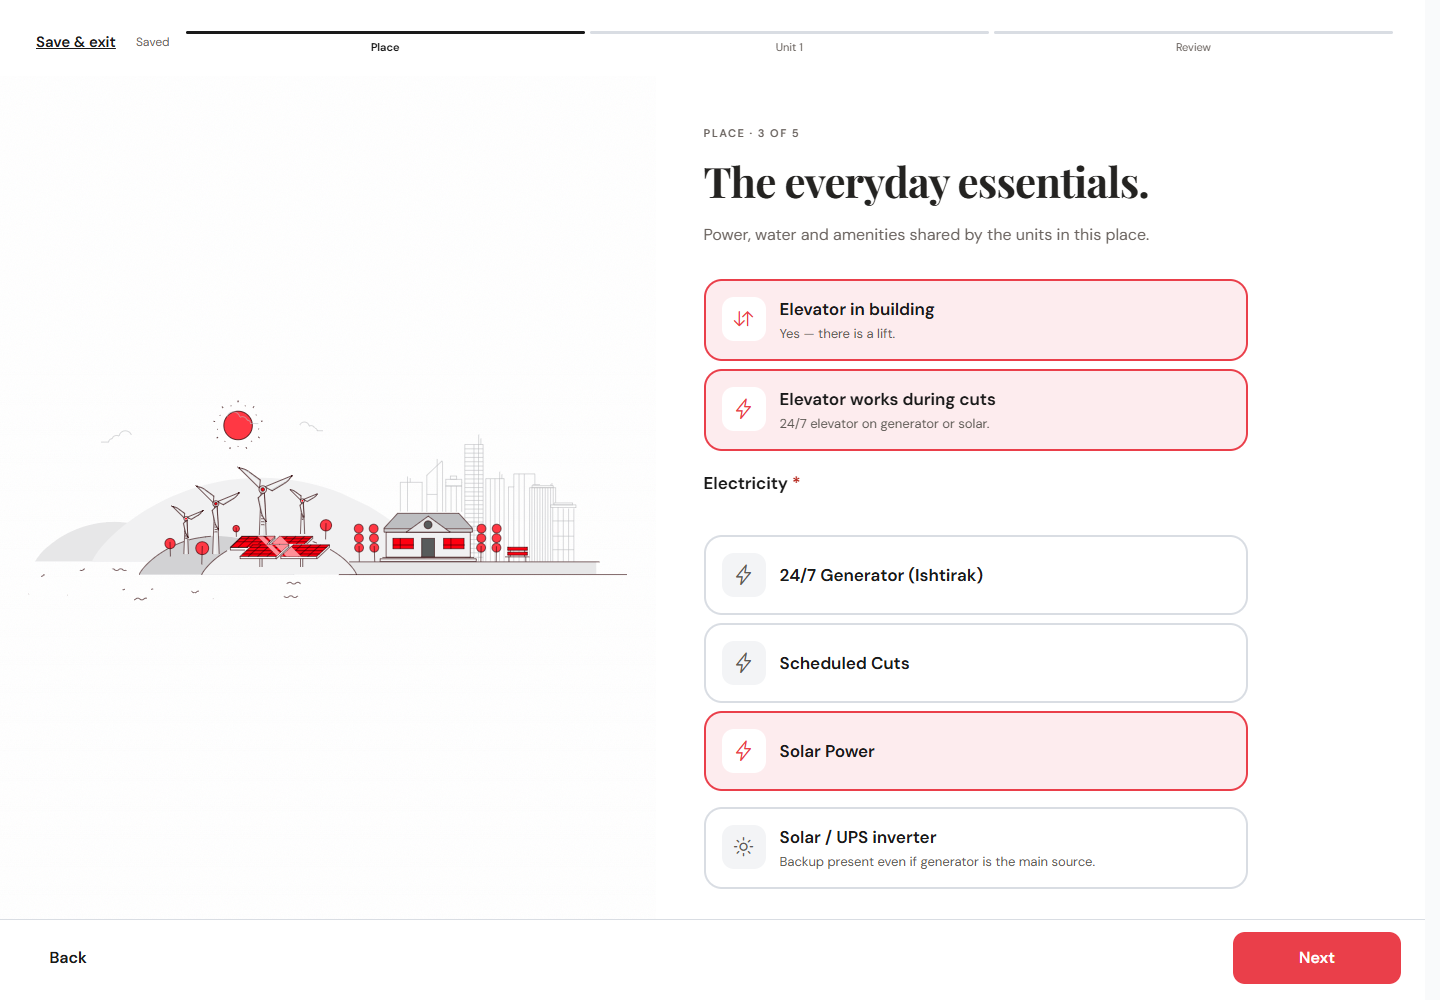 Save & exit
Saved
Place
Unit 1
Review
PLACE · 3 OF 5
The everyday essentials.
Power, water and amenities shared by the units in this place.
Elevator in building
Yes — there is a lift.
Elevator works during cuts
24/7 elevator on generator or solar.
Electricity *
24/7 Generator (Ishtirak)
Scheduled Cuts
Solar Power
Solar / UPS inverter
Backup present even if generator is the main source.
Back
Next